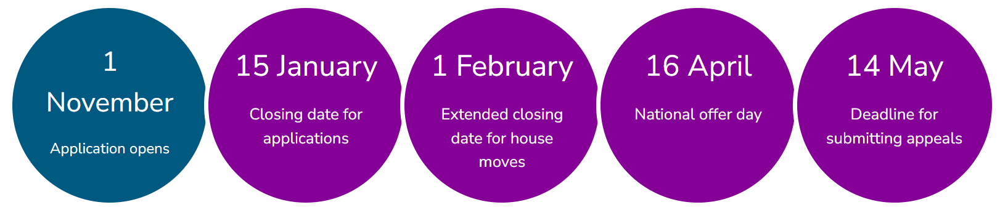 1
November
Application opens
15 January
Closing date for
applications
1 February
Extended closing
date for house
moves
16 April
National offer day
14 May
Deadline for
submitting appeals